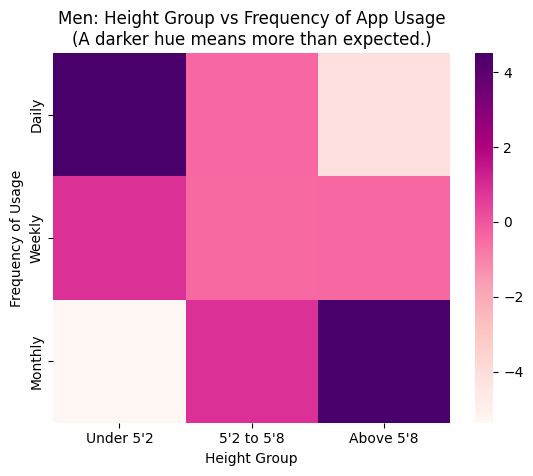 Men: Height Group vs Frequency of App Usage
(A darker hue means more than expected.)
Frequency of Usage
Daily
Weekly
Monthly
Under 5'2
5'2 to 5'8
Above 5'8
Height Group
4
2
0
−2
−4